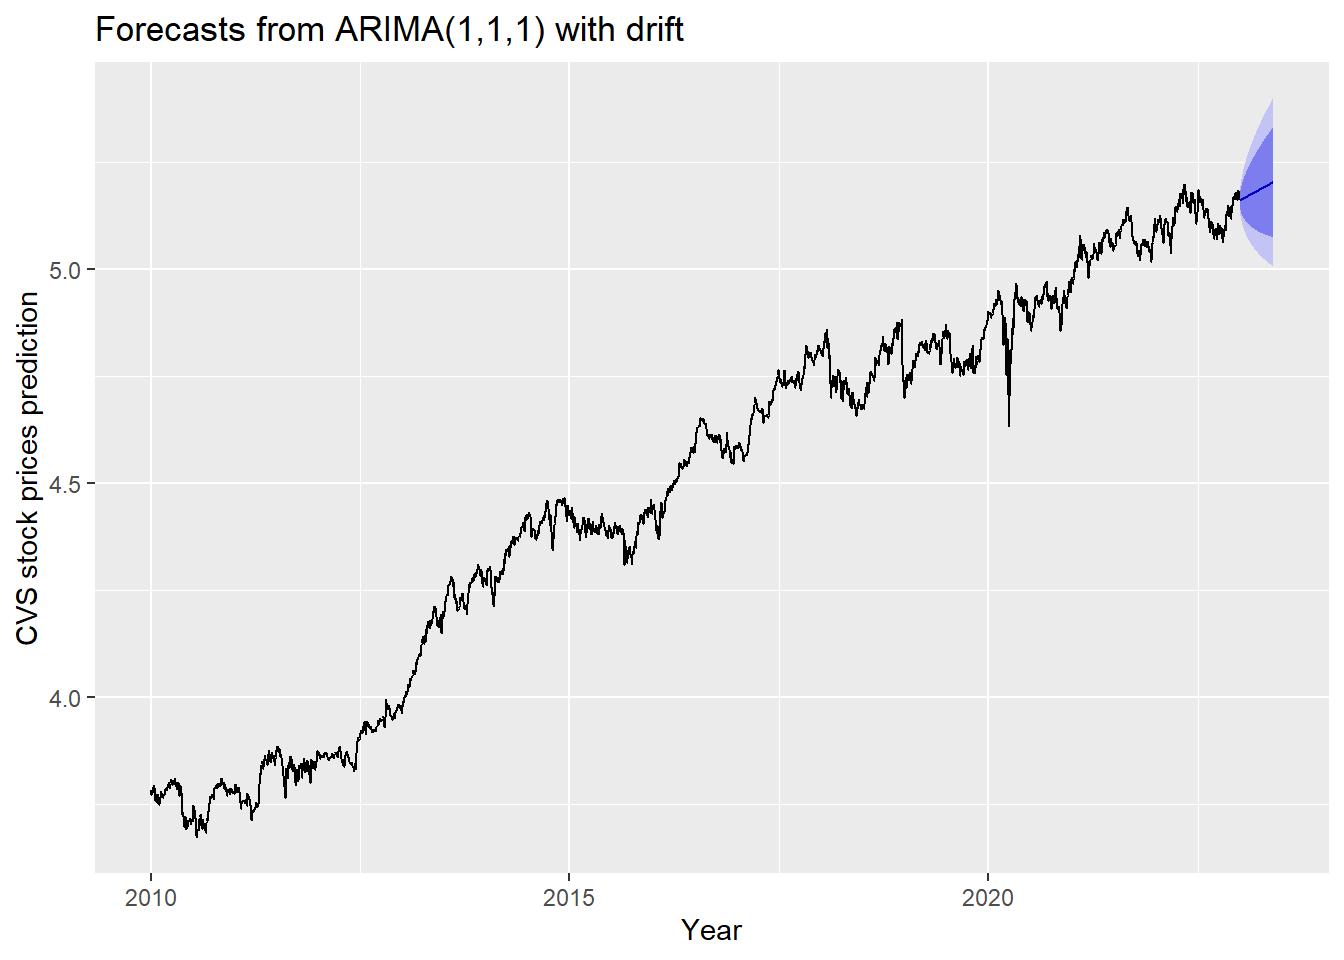 Forecasts from ARIMA(1,1,1) with drift
CVS stock prices prediction
5.0
4.5
4.0
2010
2015
2020
Year